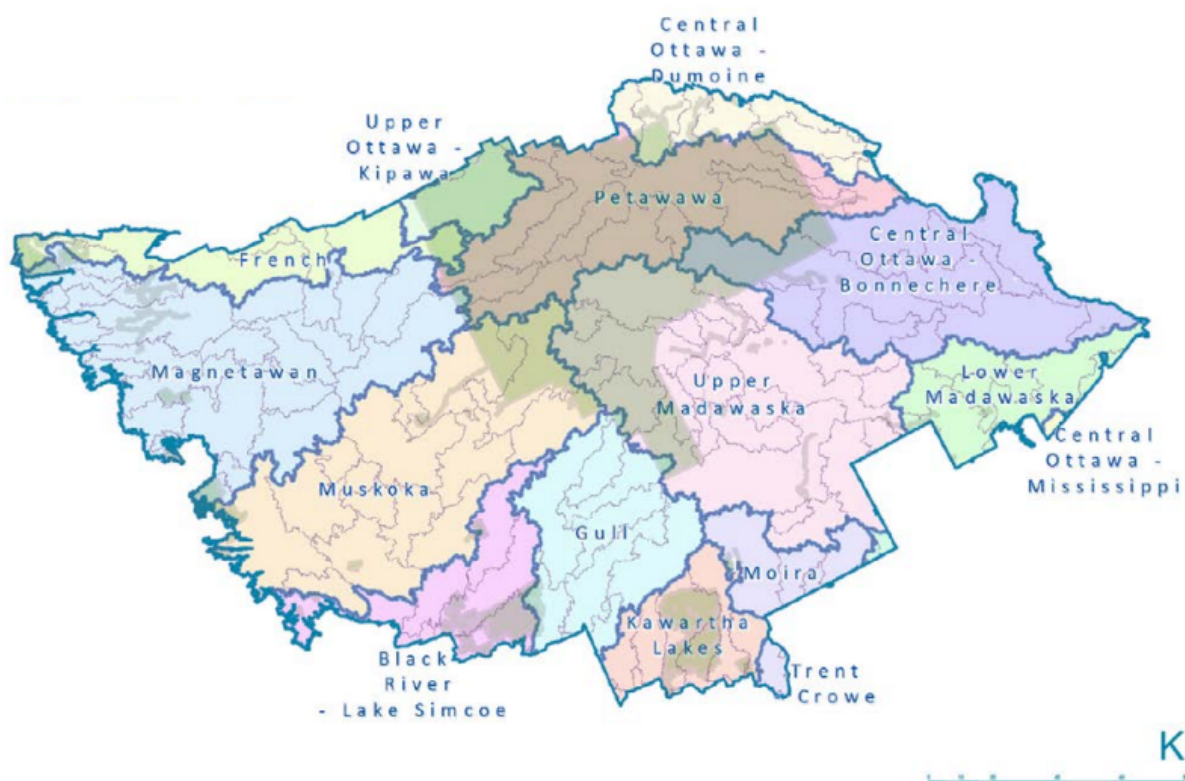 Central
Ottawa -
Dumoine
Upper
Ottawa -
Kipawa
Petawawa
French
Central
Ottawa -
Bonnechere
Magnetawan
Upper
Madawaska
Lower
Madawaska
Central
Ottawa -
Mississippi
Muskoka
Gull
Moira
Kawartha
Lakes
Trent
Crowe
Black
River
- Lake Simcoe
K